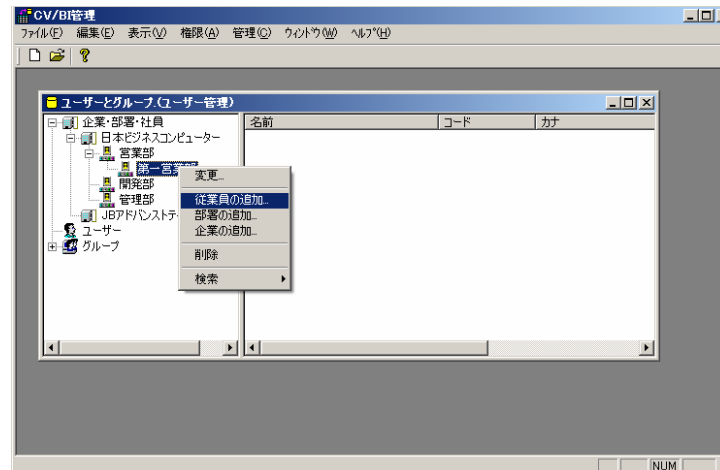 CV/BI管理
ファイル(F) 編集(E) 表示(V) 権限(A) 管理(C) ウィンドウ(W) ヘルプ(H)
ユーザーとグループ.(ユーザー管理)
企業・部署・社員
名前 コード カナ
日本ビジネスコンピューター
営業部
第一営業
変更...
開発部
従業員の追加...
管理部
部署の追加...
JBアドバンストテ
企業の追加...
ユーザー
グループ
削除
検索
NUM